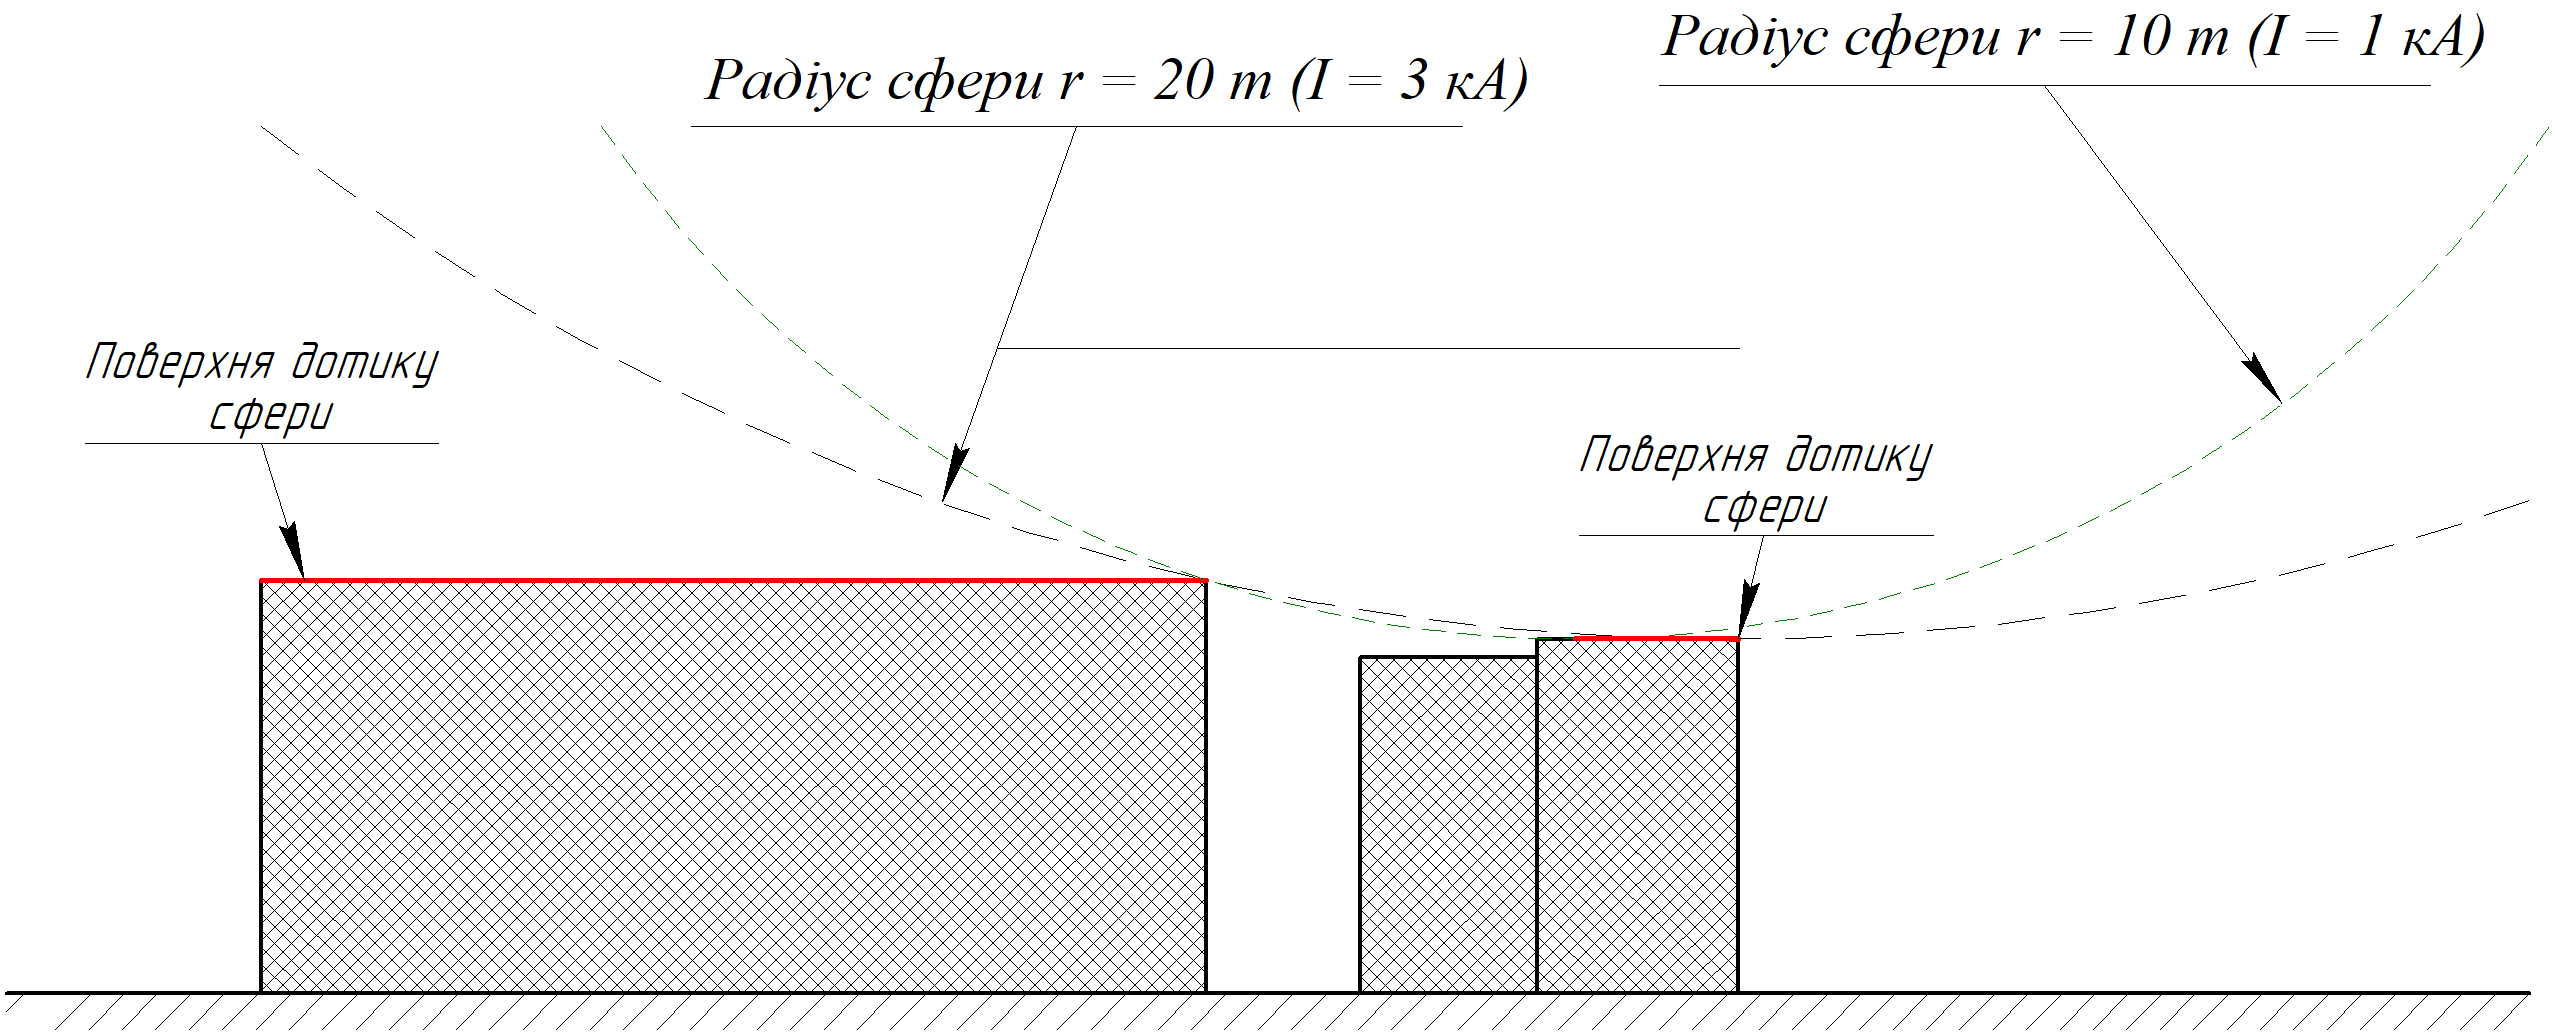 Радіус сфери r = 20 m (I = 3 кА)
Радіус сфери r = 10 m (I = 1 кА)
Поверхня дотику
сфери
Поверхня дотику
сфери